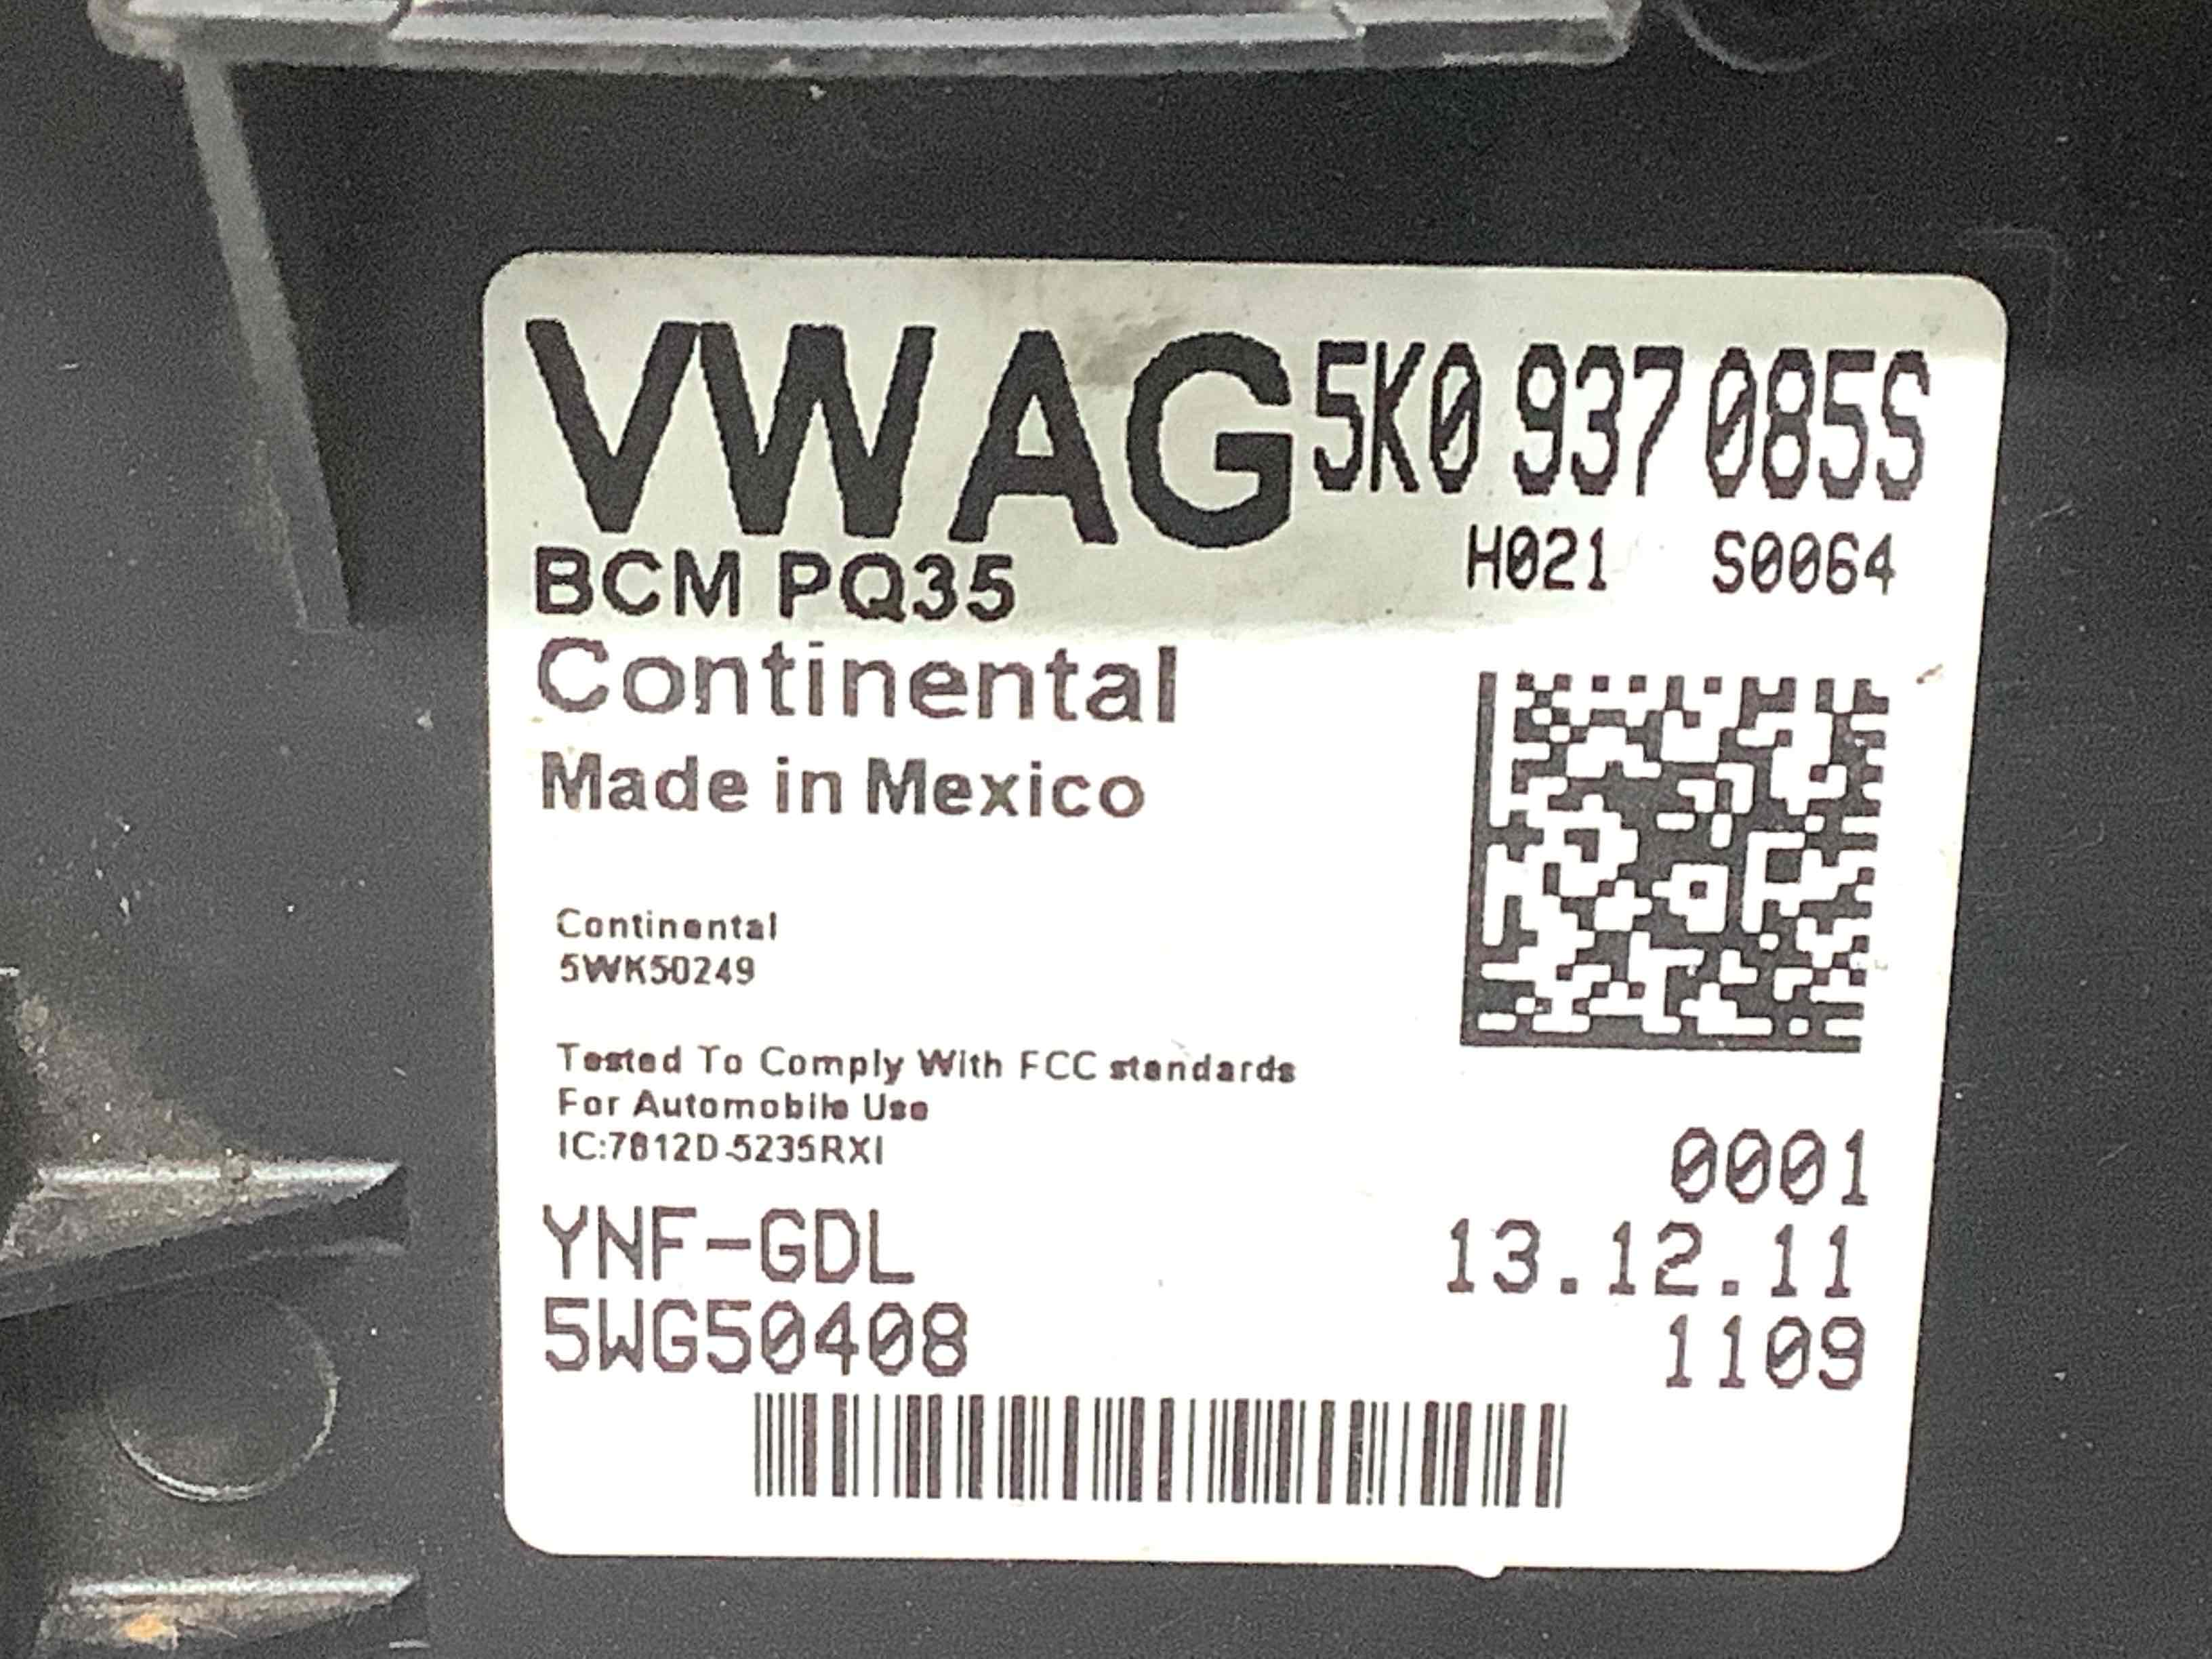 VWAG 5K0 937 085S
BCM PQ35 H021 S0064
Continental
Made in Mexico
Continental
5WK50249
Tested To Comply With FCC standards
For Automobile Use
IC:7812D-5235RXI
0001
YNF-GDL 13.12.11
5WG50408 1109